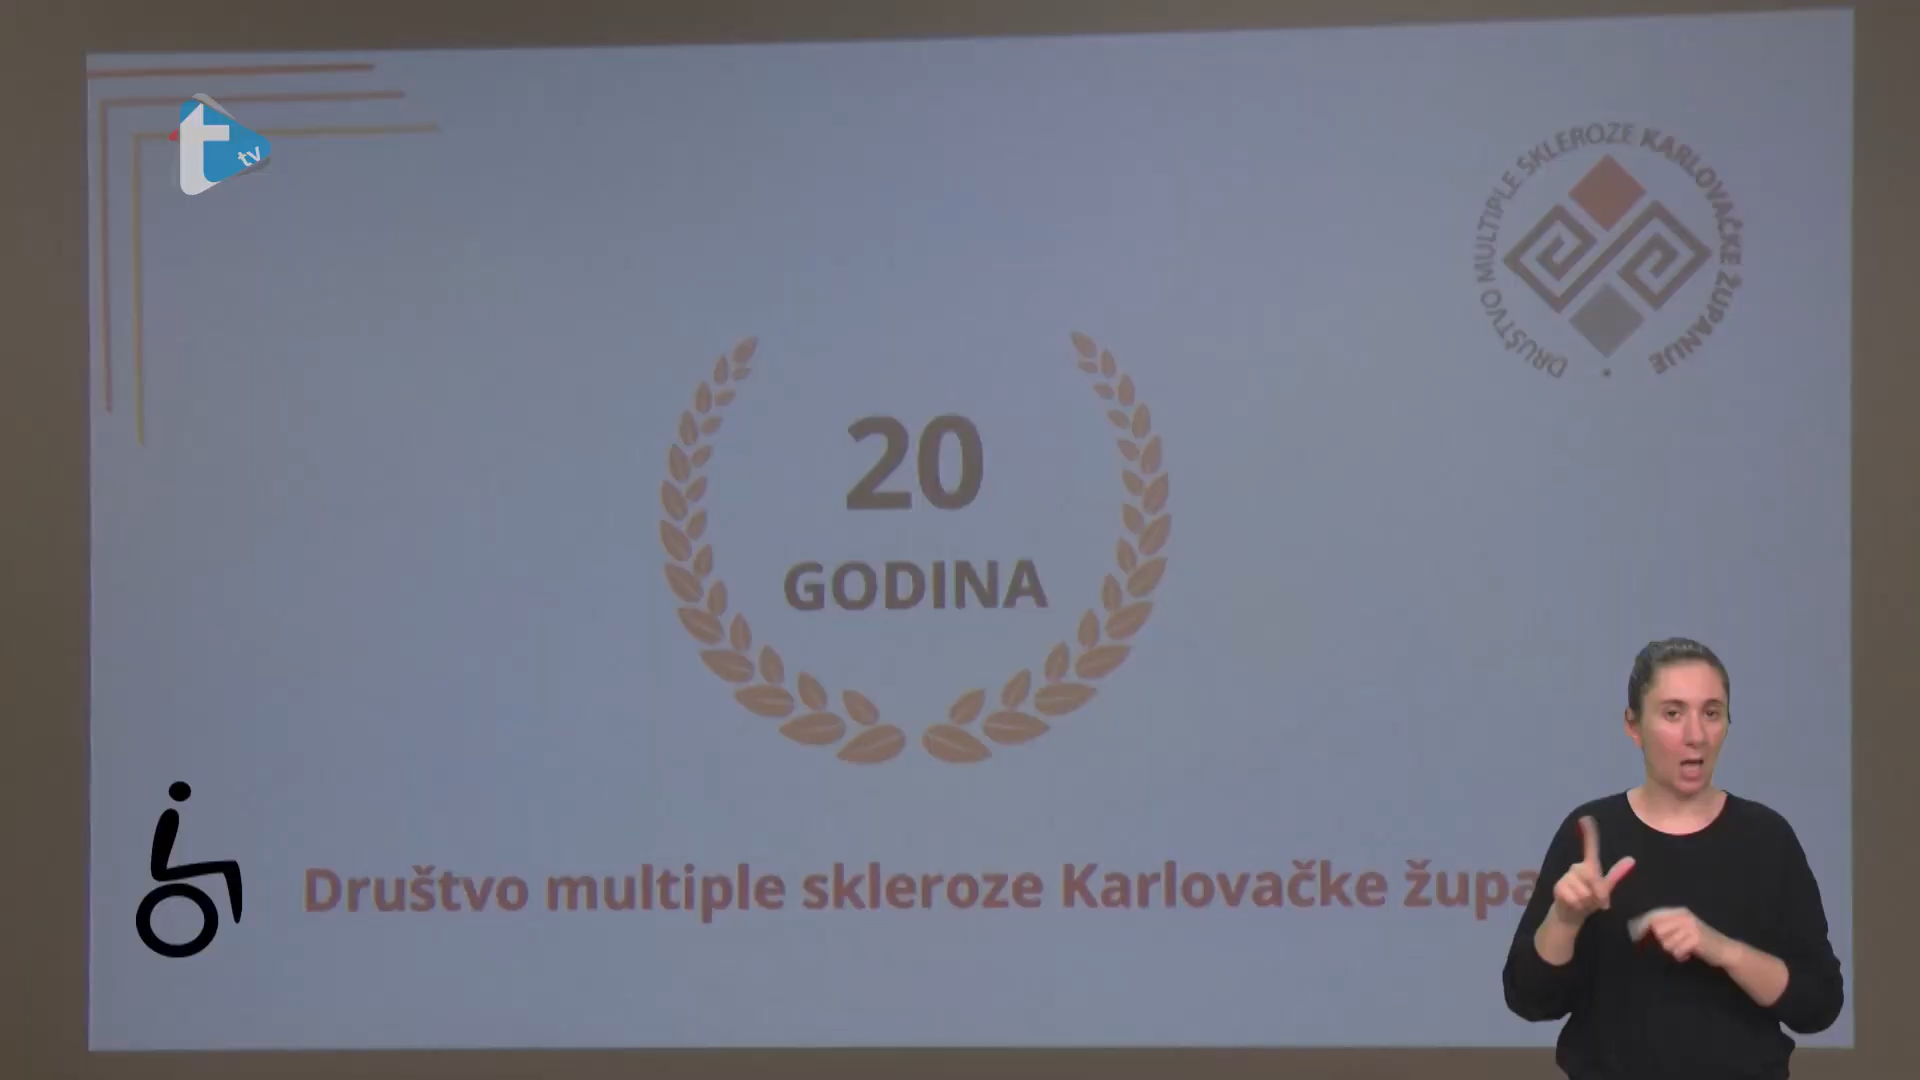 t tv
DRUŠTVO MULTIPLE SKLEROZE KARLOVAČKE ŽUPANIJE
20
GODINA
Društvo multiple skleroze Karlovačke župa